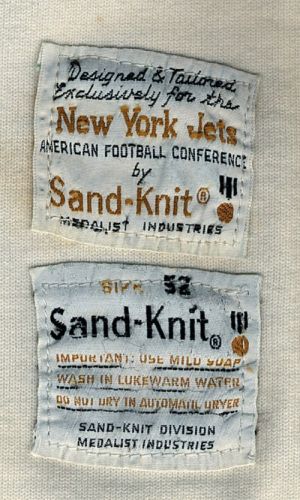 Designed & Tailored
Exclusively for the
New York Jets
AMERICAN FOOTBALL CONFERENCE
by
Sand-Knit®
MEDALIST INDUSTRIES
SIZE 52
Sand-Knit®
IMPORTANT: USE MILD SOAP
WASH IN LUKEWARM WATER
DO NOT DRY IN AUTOMATIC DRYER
SAND-KNIT DIVISION
MEDALIST INDUSTRIES